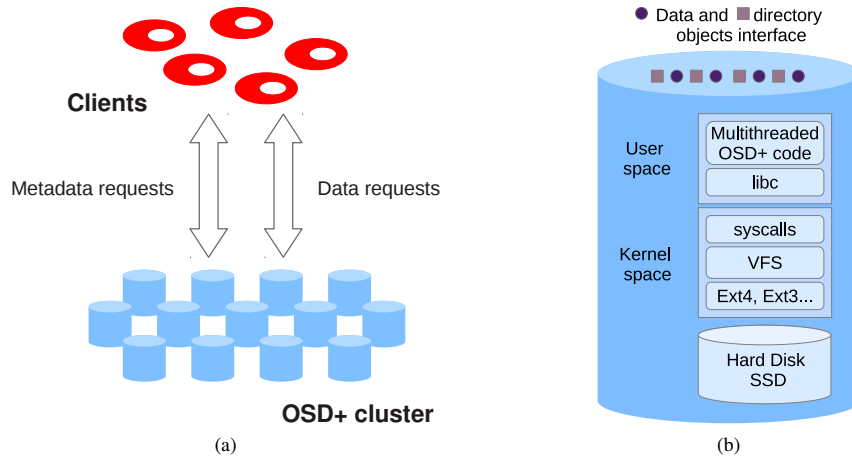 Clients
Metadata requests
Data requests
OSD+ cluster
(a)
Data and directory
objects interface
User
space
Multithreaded
OSD+ code
libc
Kernel
space
syscalls
VFS
Ext4, Ext3...
Hard Disk
SSD
(b)